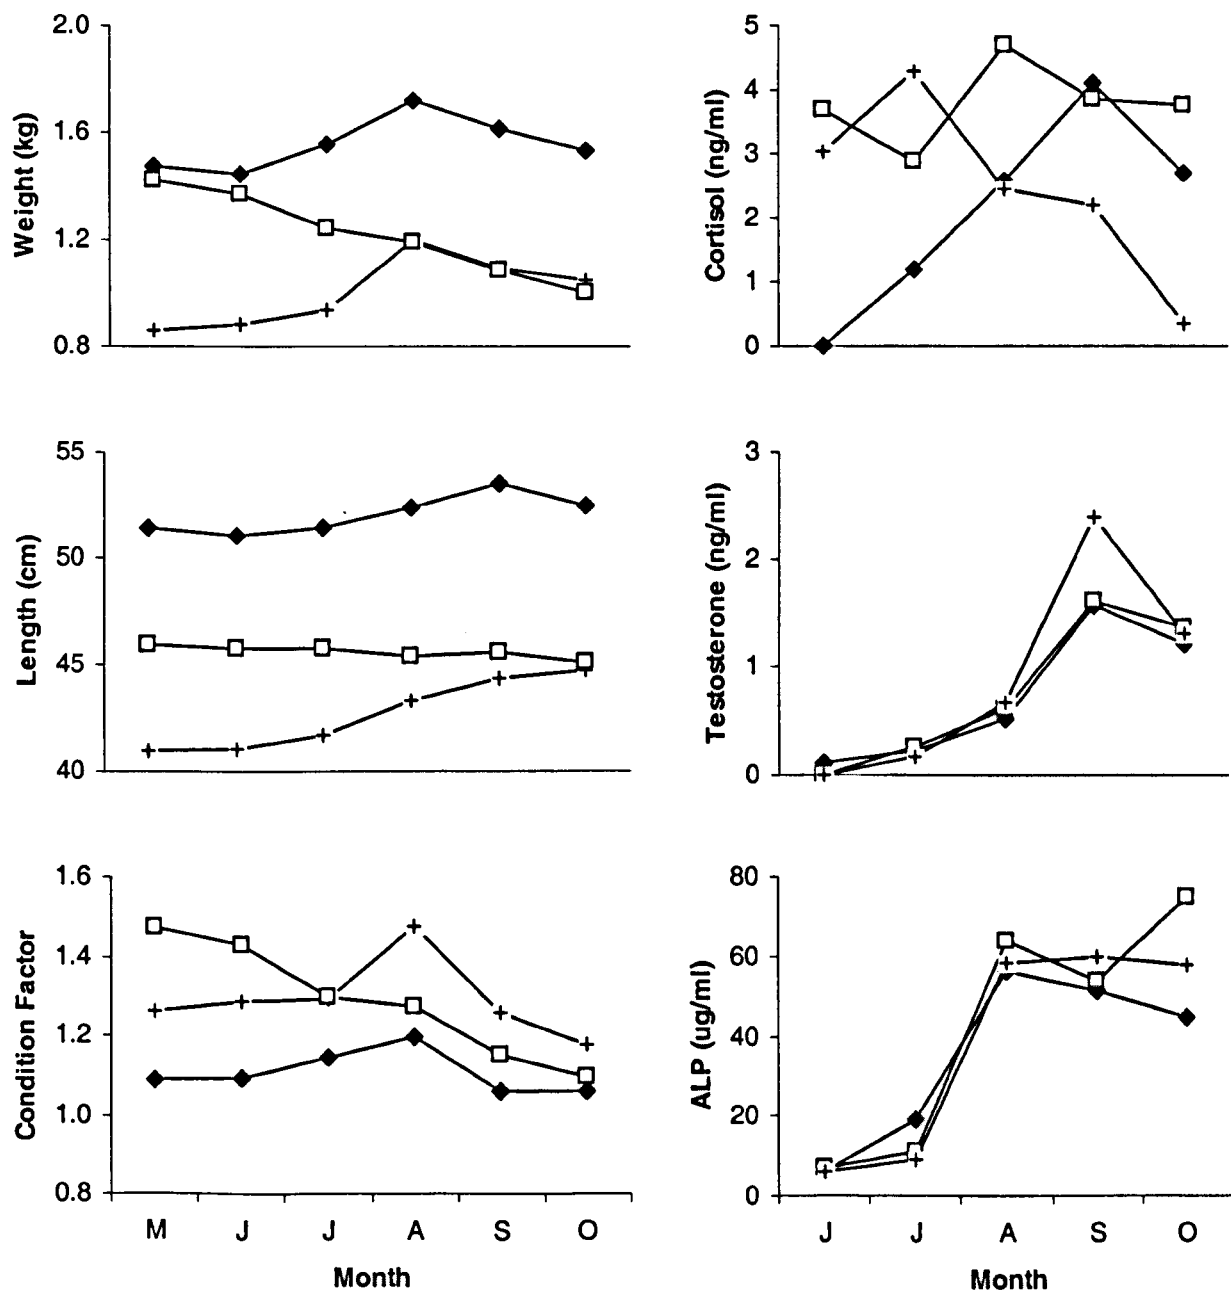 Weight (kg)
2.0
1.6
1.2
0.8
Cortisol (ng/ml)
5
4
3
2
1
0
Length (cm)
55
50
45
40
Testosterone (ng/ml)
3
2
1
0
Condition Factor
1.6
1.4
1.2
1.0
0.8
M J J A S O
Month
ALP (ug/ml)
80
60
40
20
0
J J A S O
Month